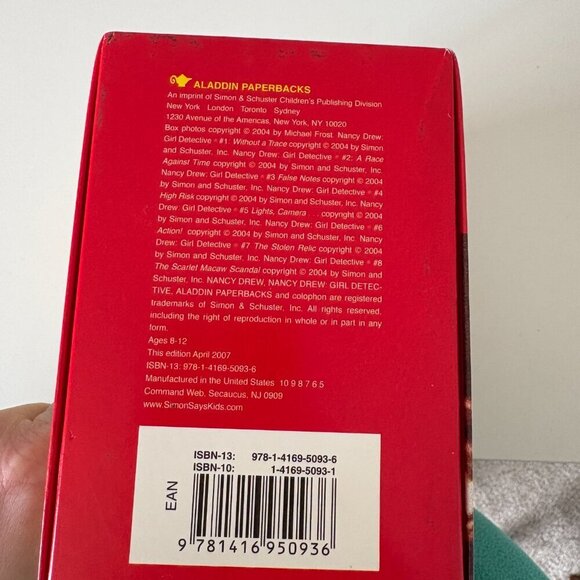 ALADDIN PAPERBACKS
An Imprint of Simon & Schuster Children's Publishing Division
New York London Toronto Sydney
1230 Avenue of the Americas, New York, NY 10020
Box photos copyright © 2004 by Michael Frost Nancy Drew:
Girl Detective • #1: Without a Trace copyright © 2004 by Simon
and Schuster, Inc. Nancy Drew: Girl Detective • #2: A Race
Against Time copyright © 2004 by Simon and Schuster, Inc.
Nancy Drew: Girl Detective • #3 False Notes copyright © 2004
by Simon and Schuster, Inc. Nancy Drew: Girl Detective • #4
High Risk copyright © 2004 by Simon and Schuster, Inc. Nancy
Drew: Girl Detective • #5 Lights, Camera . . . copyright © 2004
by Simon and Schuster, Inc. Nancy Drew: Girl Detective • #6
Action! copyright © 2004 by Simon and Schuster, Inc. Nancy
Drew: Girl Detective • #7 The Stolen Relic copyright © 2004
by Simon and Schuster, Inc. Nancy Drew: Girl Detective • #8
The Scarlet Macaw Scandal copyright © 2004 by Simon and
Schuster, Inc. NANCY DREW, NANCY DREW: GIRL DETEC-
TIVE, ALADDIN PAPERBACKS and colophon are registered
trademarks of Simon & Schuster, Inc. All rights reserved,
including the right of reproduction in whole or in part in any
form.
Ages 8-12
This edition April 2007
ISBN-13: 978-1-4169-5093-6
Manufactured in the United States 10 9 8 7 6 5
Command Web, Secaucus, NJ 0909
www.SimonSaysKids.com
ISBN-13: 978-1-4169-5093-6
ISBN-10: 1-4169-5093-1
EAN
9 781416 950936